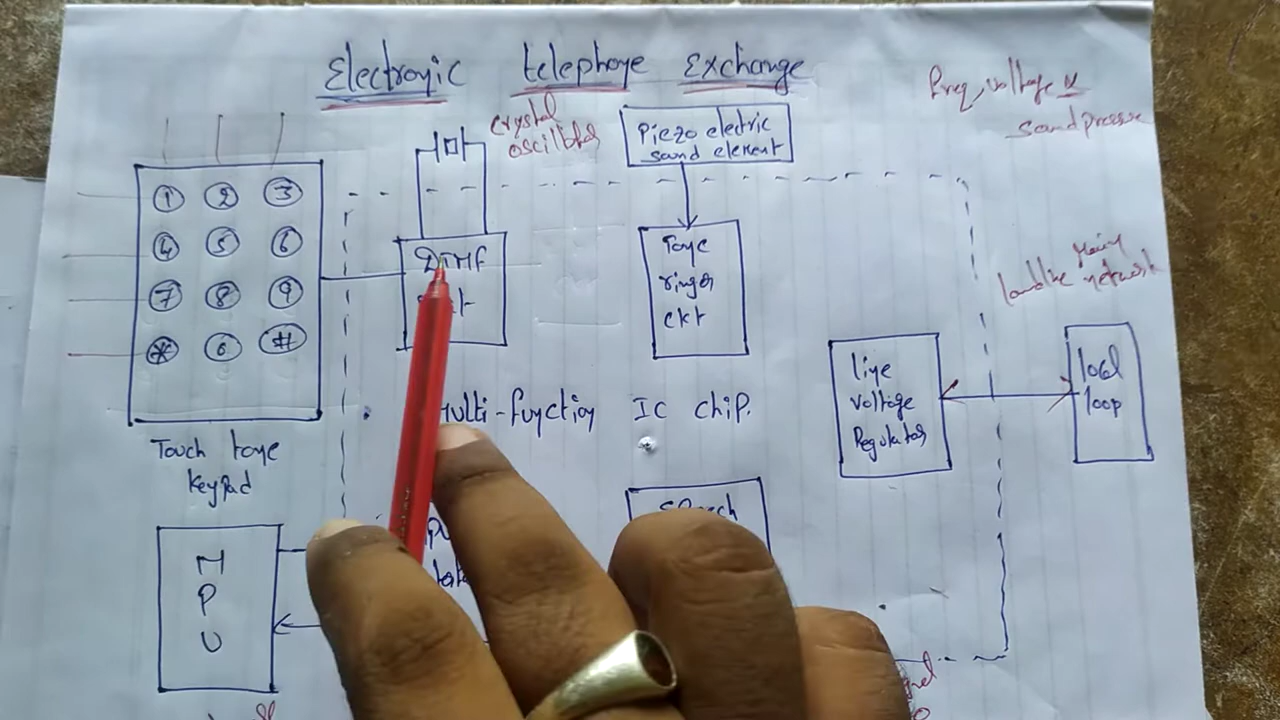 Electronic telephone Exchange
Freq, voltage &
sound pressure
crystal
oscillator
Piezo electric
sound element
1 2 3
4 5 6
7 8 9
* 0 #
DTMF
Tone
ringer
ckt
Main
landline network
line
voltage
Regulator
local
loop
multi-function IC chip.
Touch tone
keypad
M
P
U
speech